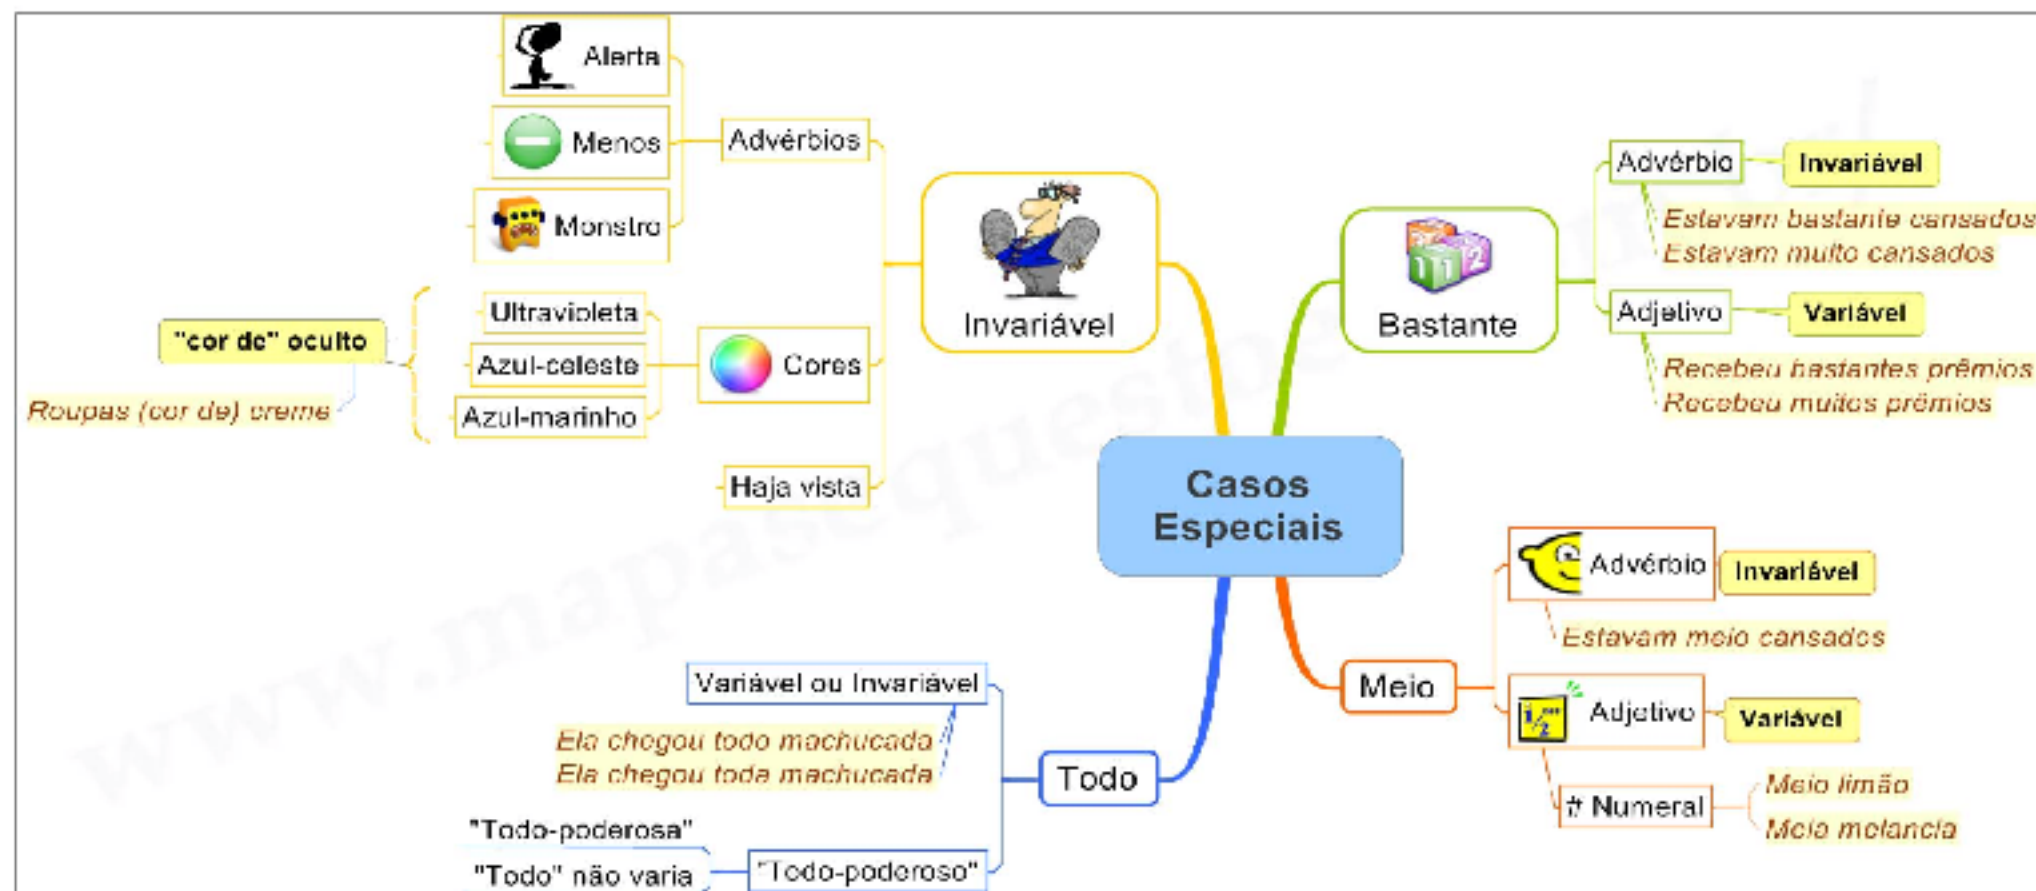 Casos
Especiais
Invariável
Advérbios
Alerta
Menos
Monstro
Cores
Ultravioleta
Azul-celeste
Azul-marinho
"cor de" oculto
Roupas (cor de) creme
Haja vista
Bastante
Advérbio
Invariável
Estavam bastante cansados
Estavam muito cansados
Adjetivo
Variável
Recebeu bastantes prêmios
Recebeu muitos prêmios
Meio
Advérbio
Invariável
Estavam meio cansados
Adjetivo
Variável
1/2
# Numeral
Meio limão
Meia melancia
Todo
Variável ou Invariável
Ela chegou todo machucada
Ela chegou toda machucada
"Todo-poderoso"
"Todo-poderosa"
"Todo" não varia